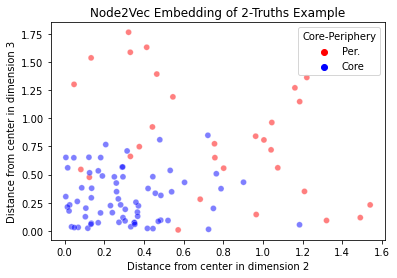 Node2Vec Embedding of 2-Truths Example
Core-Periphery
Per.
Core
Distance from center in dimension 3
1.75
1.50
1.25
1.00
0.75
0.50
0.25
0.00
0.0 0.2 0.4 0.6 0.8 1.0 1.2 1.4 1.6
Distance from center in dimension 2